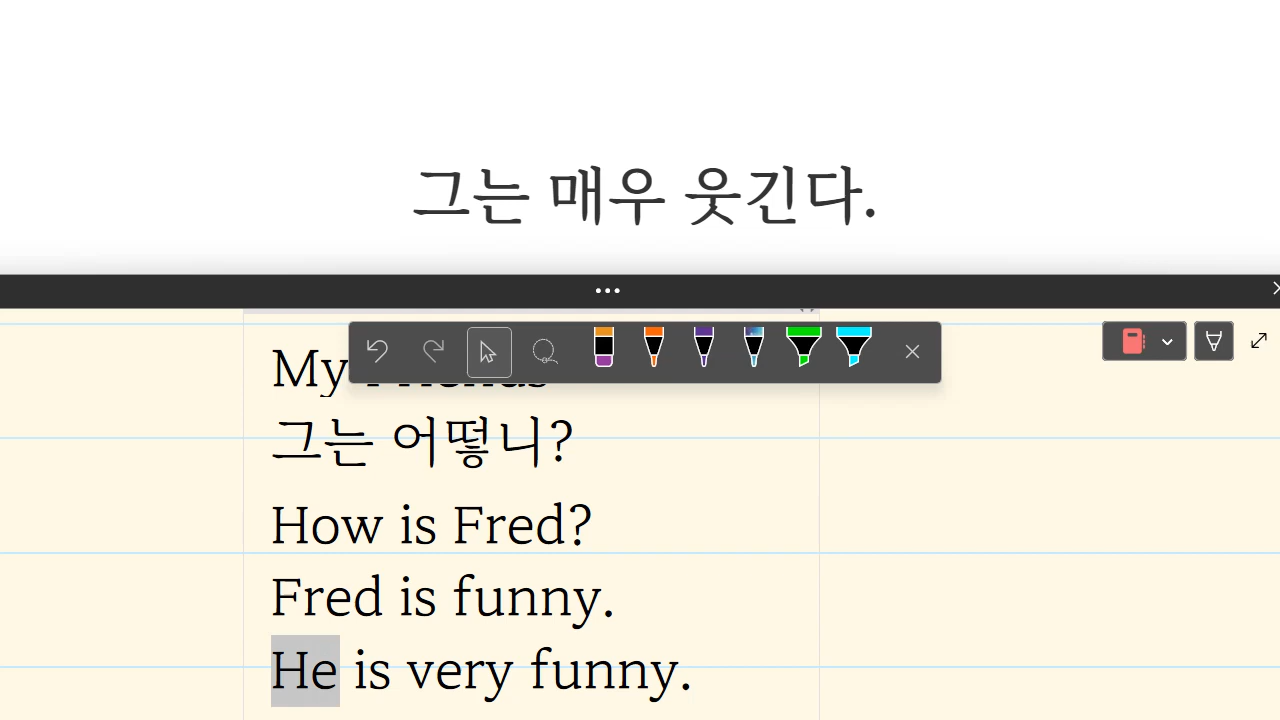 그는 매우 웃긴다.
My Friends
그는 어떻니?
How is Fred?
Fred is funny.
He is very funny.